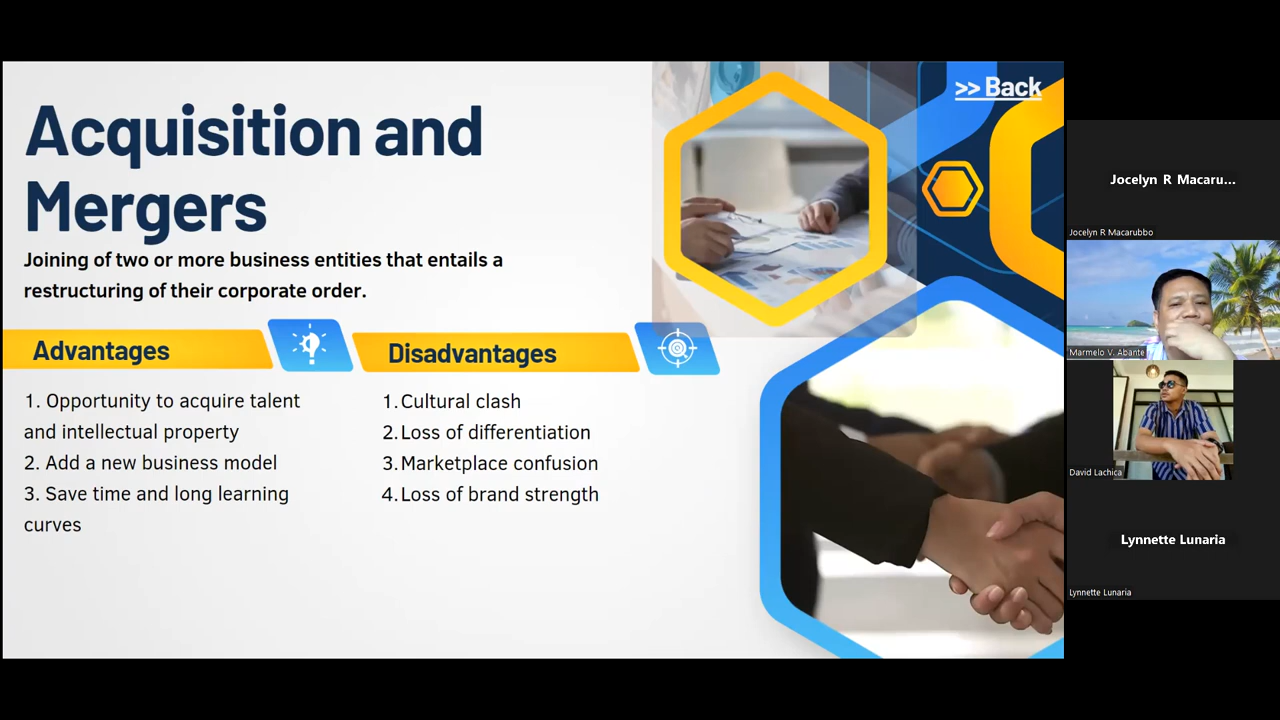 >> Back
Acquisition and
Mergers
Joining of two or more business entities that entails a
restructuring of their corporate order.
Advantages
1. Opportunity to acquire talent
and intellectual property
2. Add a new business model
3. Save time and long learning
curves
Disadvantages
1. Cultural clash
2. Loss of differentiation
3. Marketplace confusion
4. Loss of brand strength
Jocelyn R Macaru...
Jocelyn R Macarubbo
Marmelo V. Abante
David Lachica
Lynnette Lunaria
Lynnette Lunaria